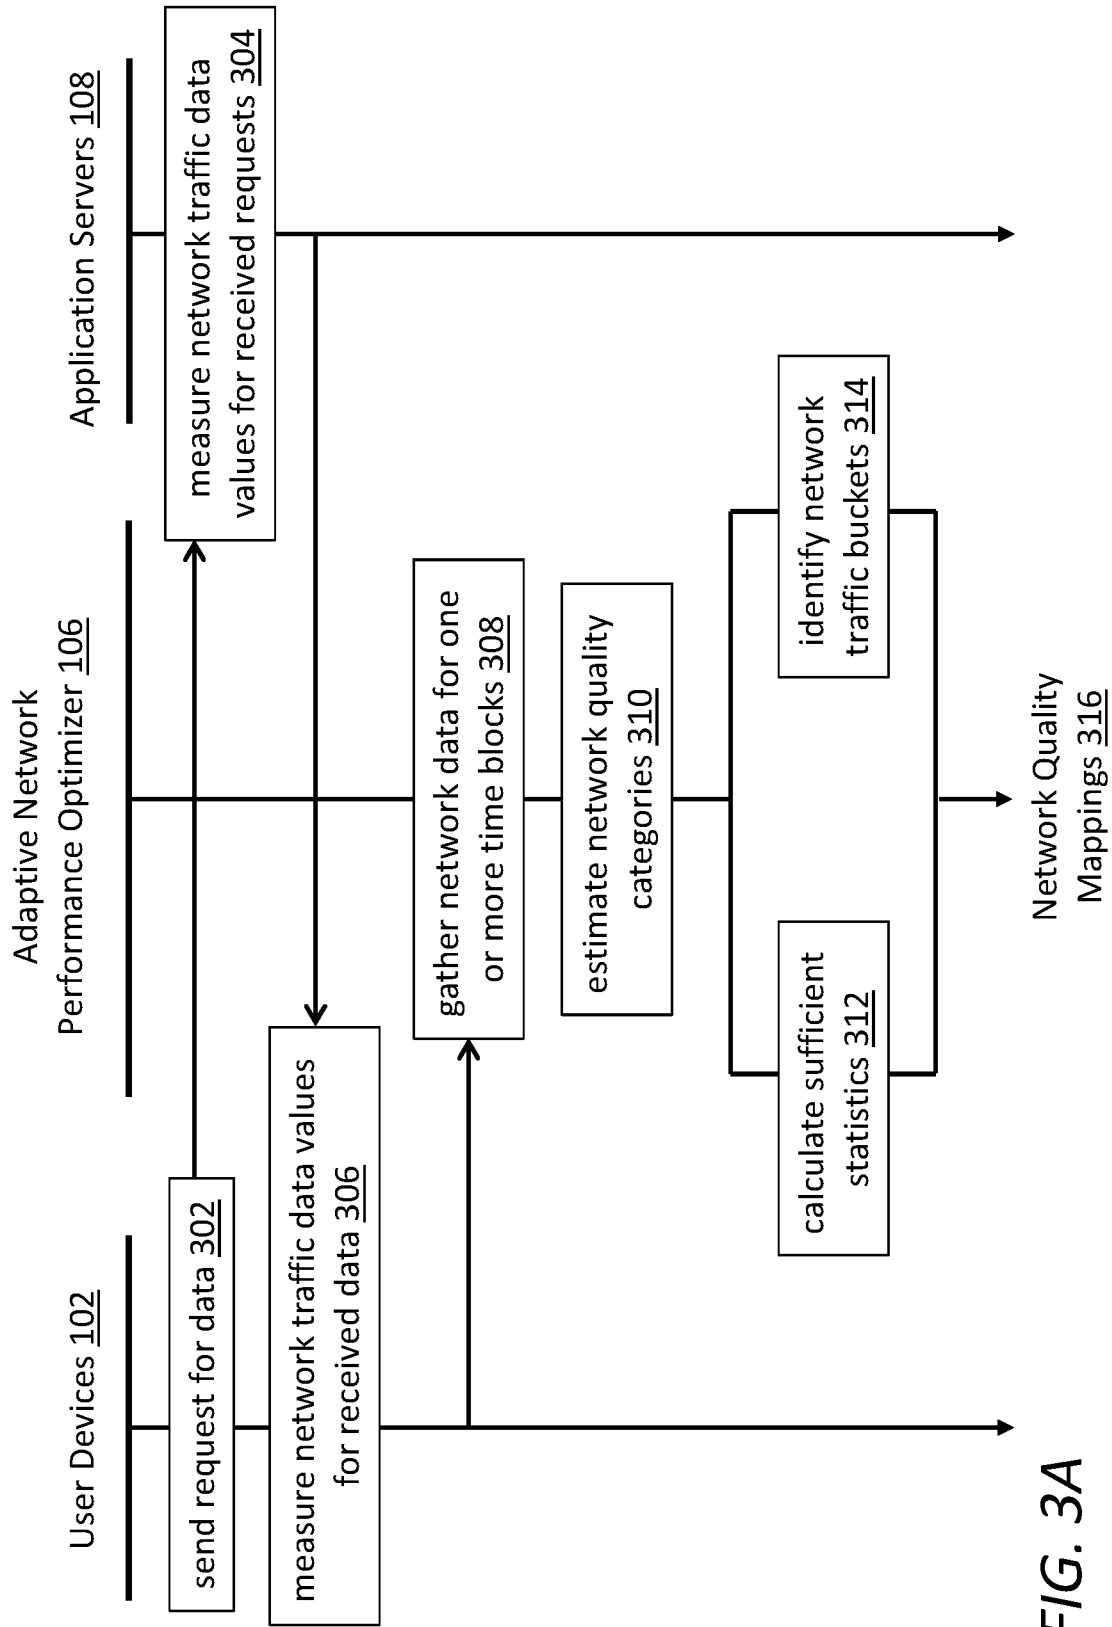 User Devices 102
Adaptive Network
Performance Optimizer 106
Application Servers 108
send request for data 302
measure network traffic data
values for received requests 304
measure network traffic data values
for received data 306
gather network data for one
or more time blocks 308
estimate network quality
categories 310
calculate sufficient
statistics 312
identify network
traffic buckets 314
Network Quality
Mappings 316
FIG. 3A